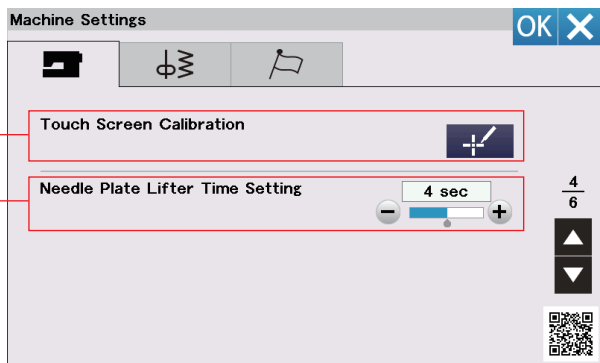 Machine Settings
OK
Touch Screen Calibration
Needle Plate Lifter Time Setting
4 sec
4
6